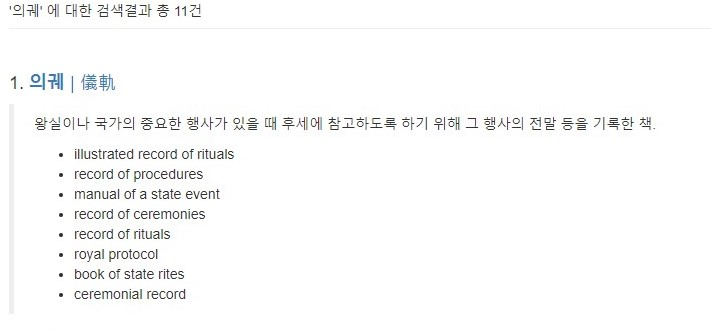 '의궤' 에 대한 검색결과 총 11건
1. 의궤 | 儀軌
왕실이나 국가의 중요한 행사가 있을 때 후세에 참고하도록 하기 위해 그 행사의 전말 등을 기록한 책.
• illustrated record of rituals
• record of procedures
• manual of a state event
• record of ceremonies
• record of rituals
• royal protocol
• book of state rites
• ceremonial record